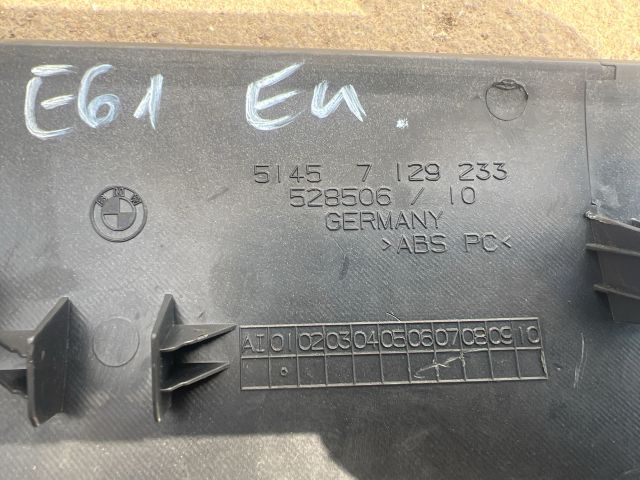 E61 Eu.
5145 7 129 233
528506 / 10
GERMANY
>ABS PC<
BMW
AI 01 02 03 04 05 06 07 08 09 10